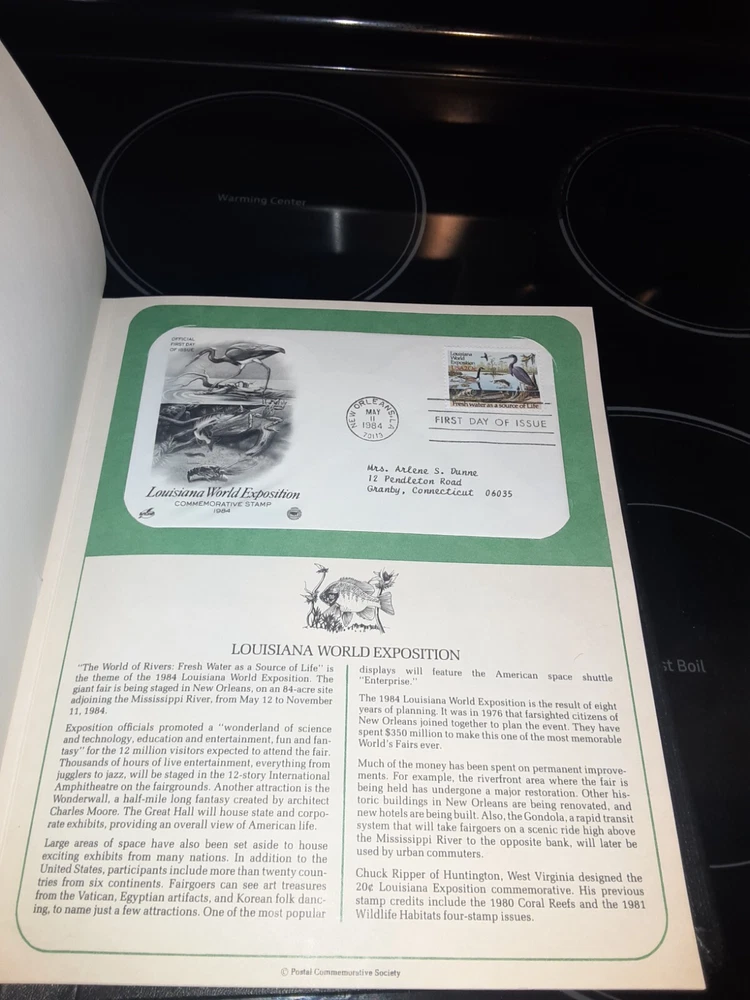 Warming Center
st Boil
OFFICIAL
FIRST DAY
OF ISSUE
Louisiana World Exposition
COMMEMORATIVE STAMP
1984
NEW ORLEANS, LA
MAY
11
1984
70113
Louisiana
World
Exposition
USA 20c
Fresh water as a source of Life
FIRST DAY OF ISSUE
Mrs. Arlene S. Dunne
12 Pendleton Road
Granby, Connecticut 06035
LOUISIANA WORLD EXPOSITION
"The World of Rivers: Fresh Water as a Source of Life" is
the theme of the 1984 Louisiana World Exposition. The
giant fair is being staged in New Orleans, on an 84-acre site
adjoining the Mississippi River, from May 12 to November
11, 1984.
Exposition officials promoted a "wonderland of science
and technology, education and entertainment, fun and fan-
tasy" for the 12 million visitors expected to attend the fair.
Thousands of hours of live entertainment, everything from
jugglers to jazz, will be staged in the 12-story International
Amphitheatre on the fairgrounds. Another attraction is the
Wonderwall, a half-mile long fantasy created by architect
Charles Moore. The Great Hall will house state and corpo-
rate exhibits, providing an overall view of American life.
Large areas of space have also been set aside to house
exciting exhibits from many nations. In addition to the
United States, participants include more than twenty coun-
tries from six continents. Fairgoers can see art treasures
from the Vatican, Egyptian artifacts, and Korean folk danc-
ing, to name just a few attractions. One of the most popular
displays will feature the American space shuttle
"Enterprise."
The 1984 Louisiana World Exposition is the result of eight
years of planning. It was in 1976 that farsighted citizens of
New Orleans joined together to plan the event. They have
spent $350 million to make this one of the most memorable
World's Fairs ever.
Much of the money has been spent on permanent improve-
ments. For example, the riverfront area where the fair is
being held has undergone a major restoration. Other his-
toric buildings in New Orleans are being renovated, and
new hotels are being built. Also, the Gondola, a rapid transit
system that will take fairgoers on a scenic ride high above
the Mississippi River to the opposite bank, will later be
used by urban commuters.
Chuck Ripper of Huntington, West Virginia designed the
20¢ Louisiana Exposition commemorative. His previous
stamp credits include the 1980 Coral Reefs and the 1981
Wildlife Habitats four-stamp issues.
© Postal Commemorative Society